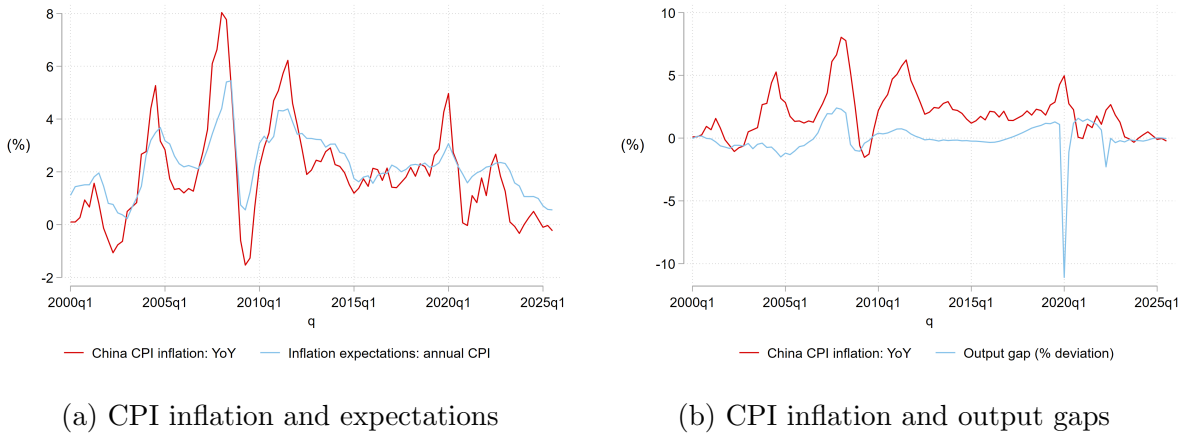 8
6
4
2
0
-2
(%)
2000q1 2005q1 2010q1 2015q1 2020q1 2025q1
q
China CPI inflation: YoY Inflation expectations: annual CPI
(a) CPI inflation and expectations
10
5
0
-5
-10
(%)
2000q1 2005q1 2010q1 2015q1 2020q1 2025q1
q
China CPI inflation: YoY Output gap (% deviation)
(b) CPI inflation and output gaps